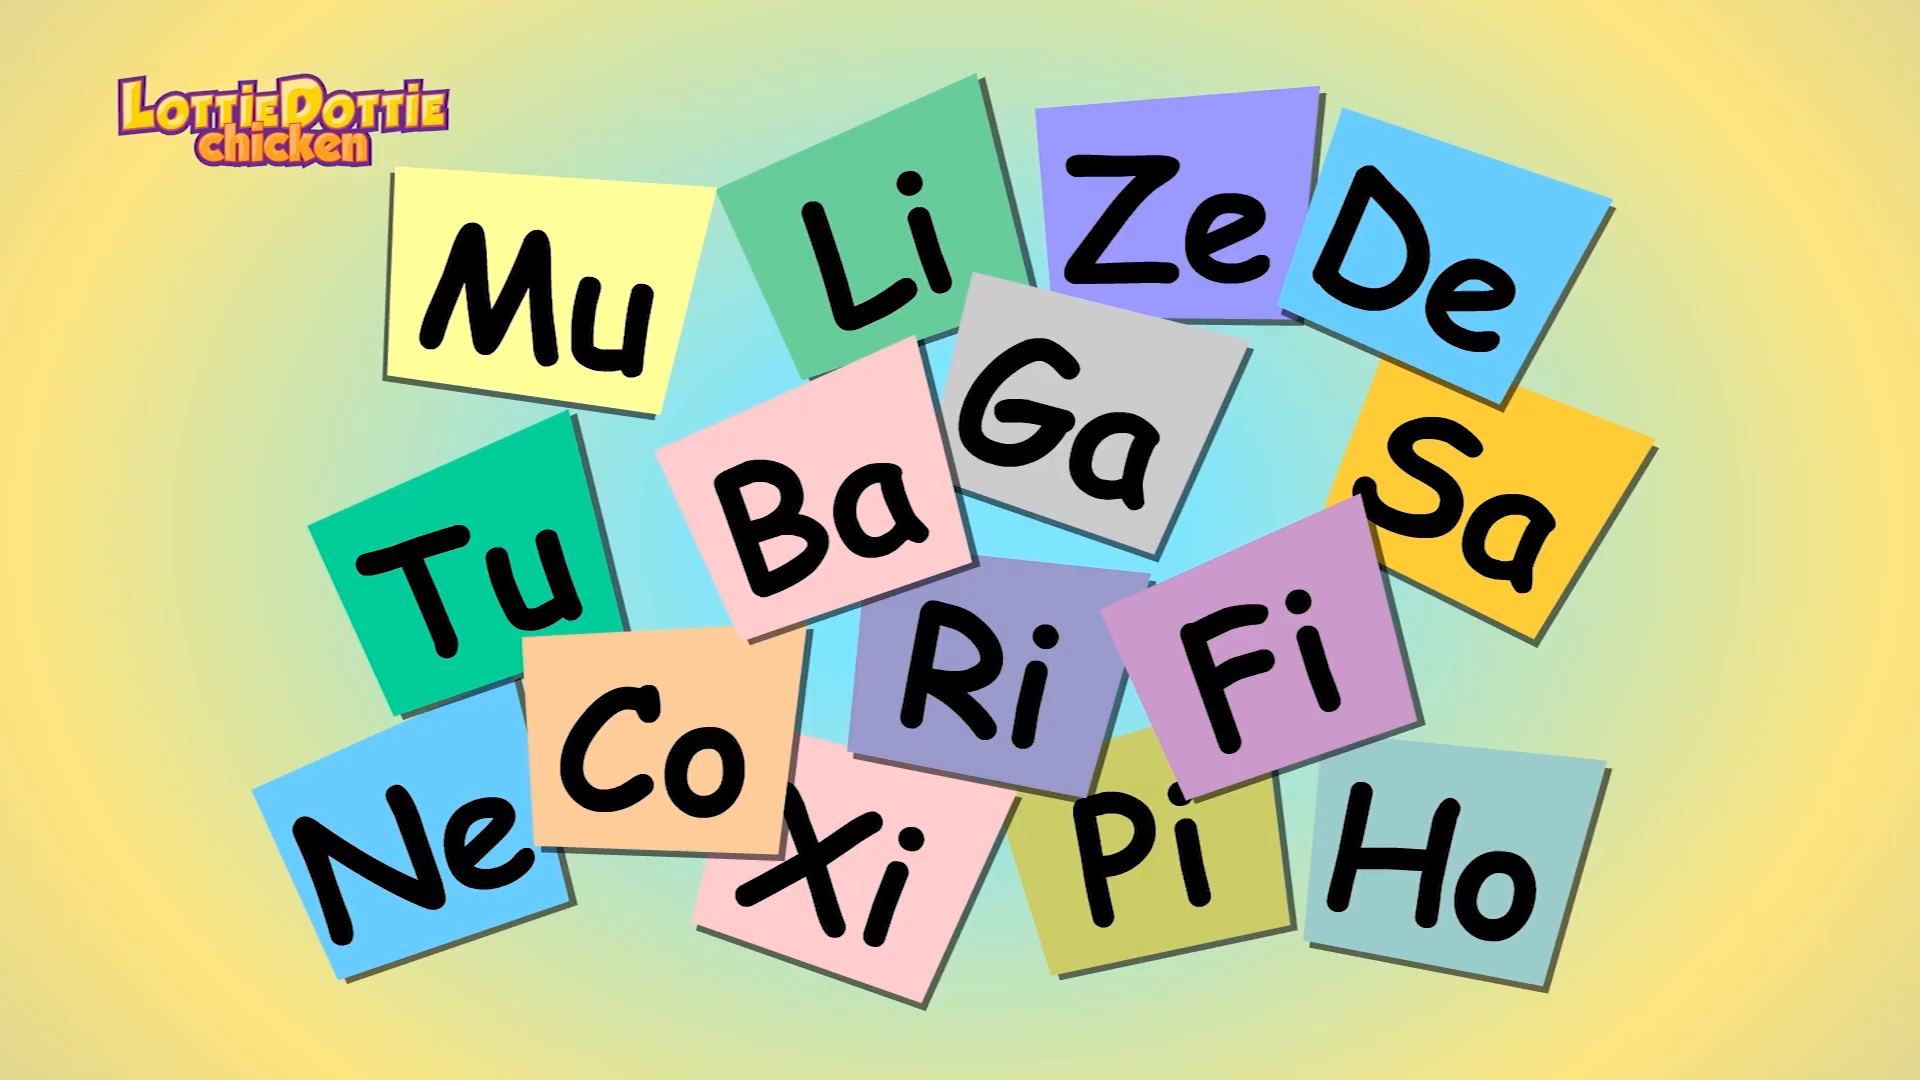 LOTTIE DOTTIE
chicken
Mu
Li
Ze
De
Ga
Ba
Sa
Tu
Ri
Fi
Co
Ne
Xi
Pi
Ho